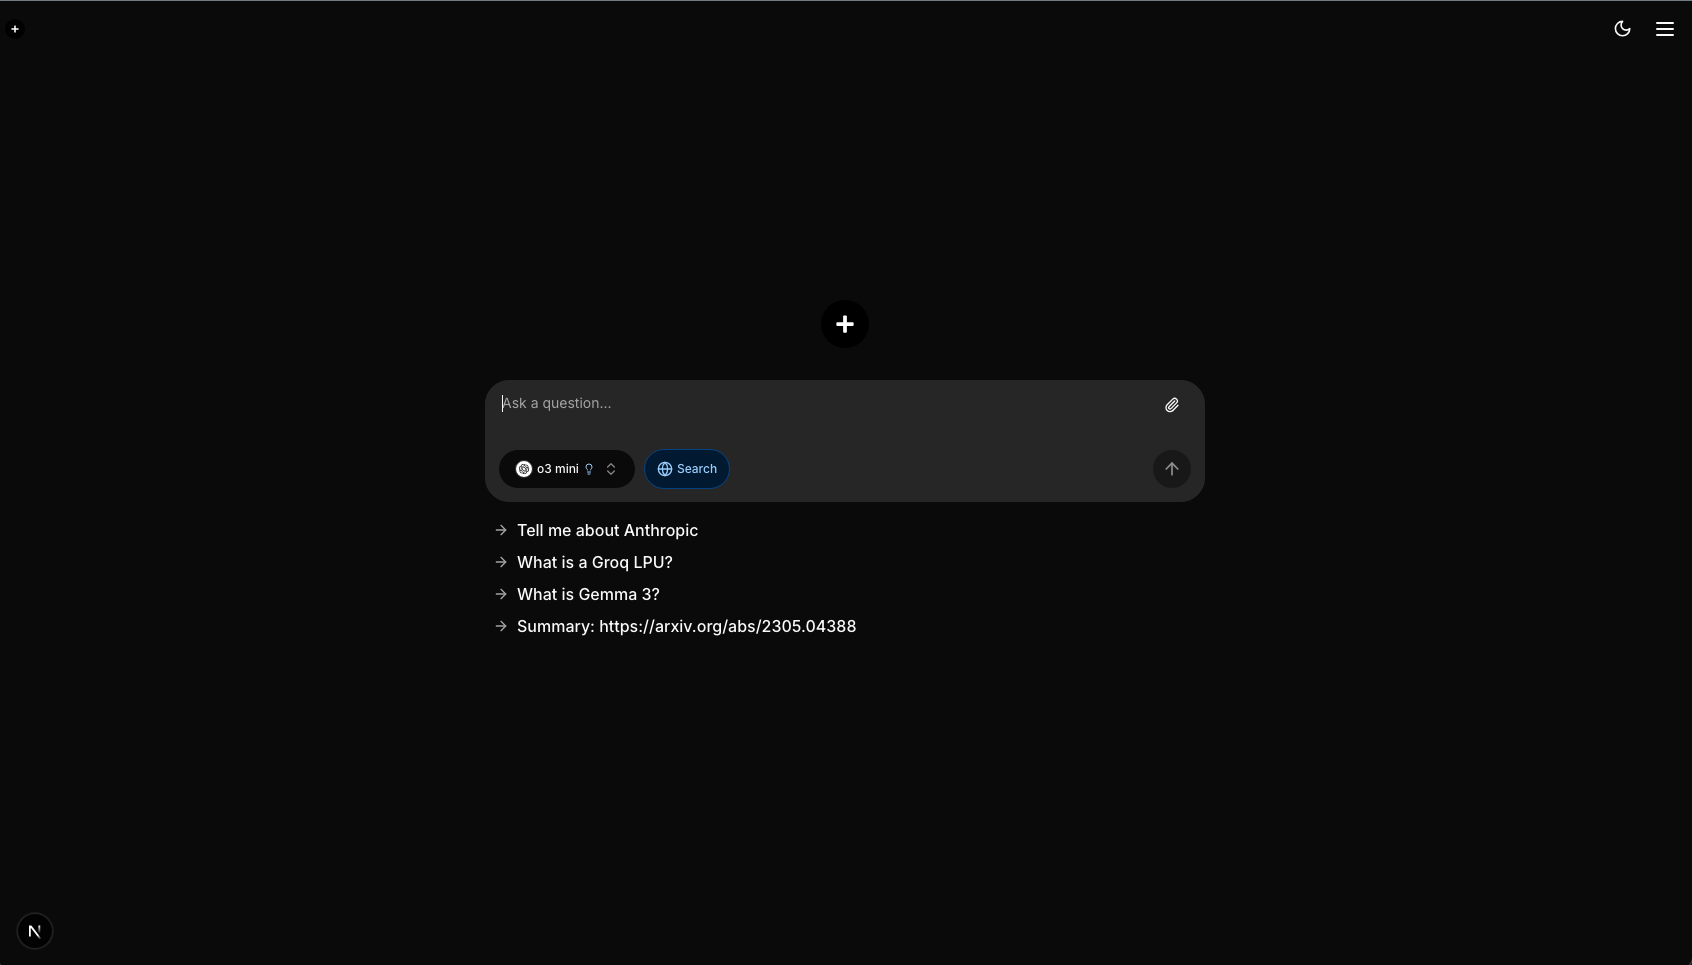 Ask a question...
o3 mini
Search
Tell me about Anthropic
What is a Groq LPU?
What is Gemma 3?
Summary: https://arxiv.org/abs/2305.04388
N